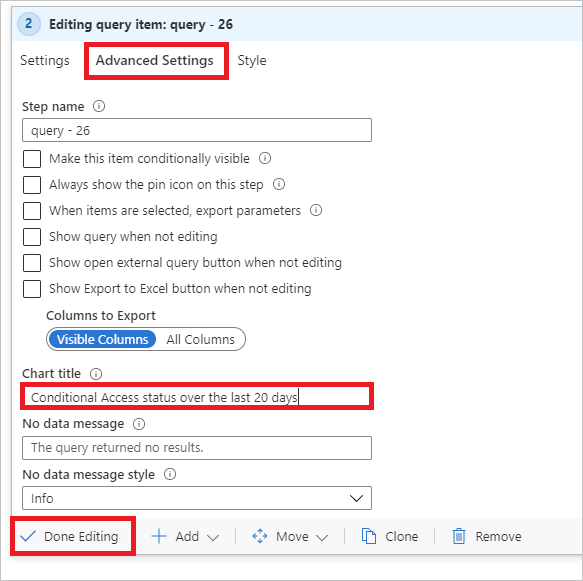 2 Editing query item: query - 26
Settings Advanced Settings Style
Step name
query - 26
Make this item conditionally visible
Always show the pin icon on this step
When items are selected, export parameters
Show query when not editing
Show open external query button when not editing
Show Export to Excel button when not editing
Columns to Export
Visible Columns All Columns
Chart title
Conditional Access status over the last 20 days
No data message
The query returned no results.
No data message style
Info
Done Editing Add Move Clone Remove